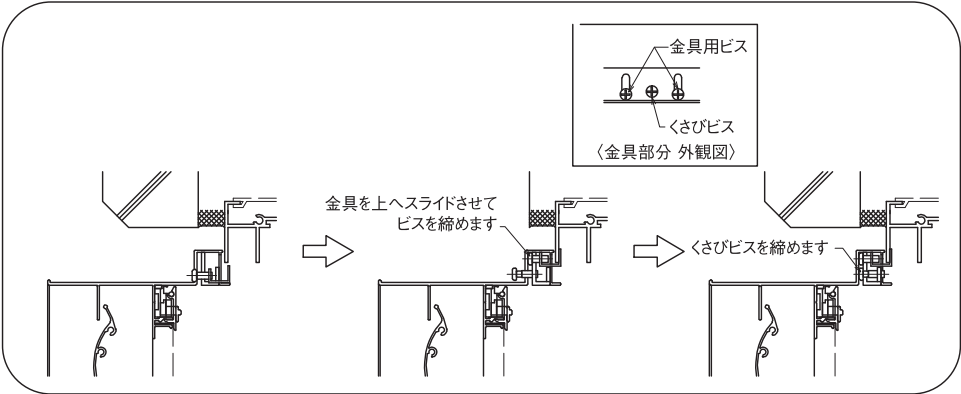 金具用ビス
くさびビス
〈金具部分 外観図〉
金具を上へスライドさせて
ビスを締めます
くさびビスを締めます